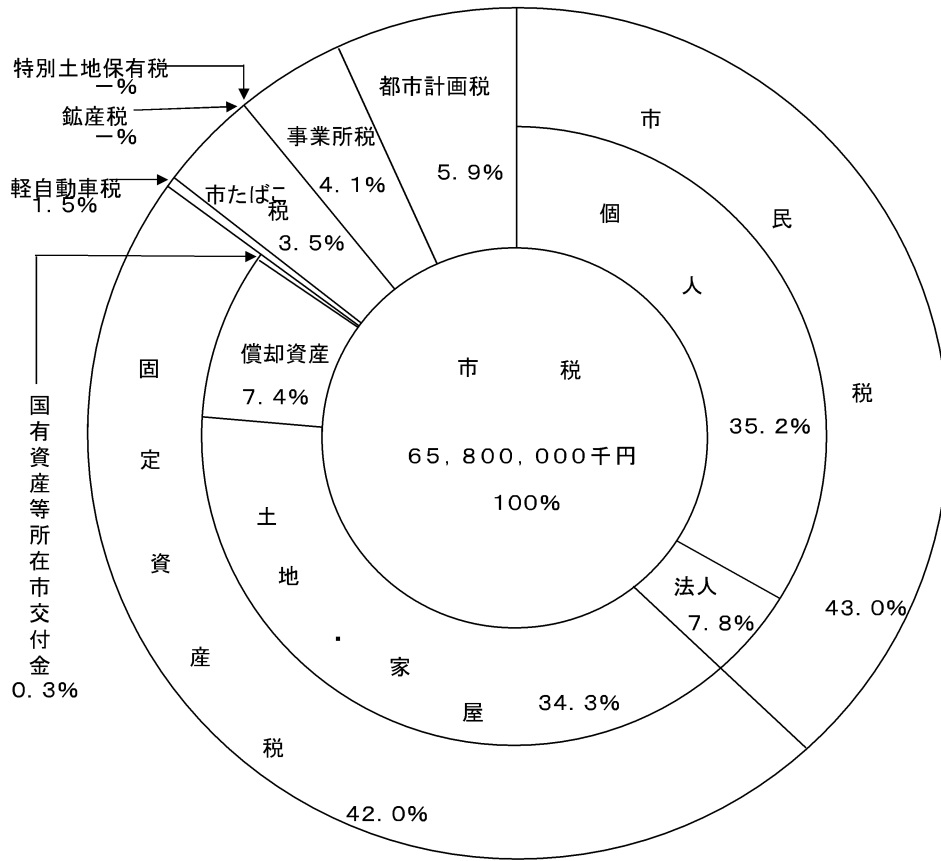 特別土地保有税
－%
鉱産税
－%
軽自動車税
1．5%
市たばこ
税
3．5%
事業所税
4．1%
都市計画税
5．9%
市民税
43．0%
個人
35．2%
法人
7．8%
市　税
65，800，000千円
100%
償却資産
7．4%
土地・家屋
34．3%
固定資産税
42．0%
国有資産等所在市交付金
0．3%